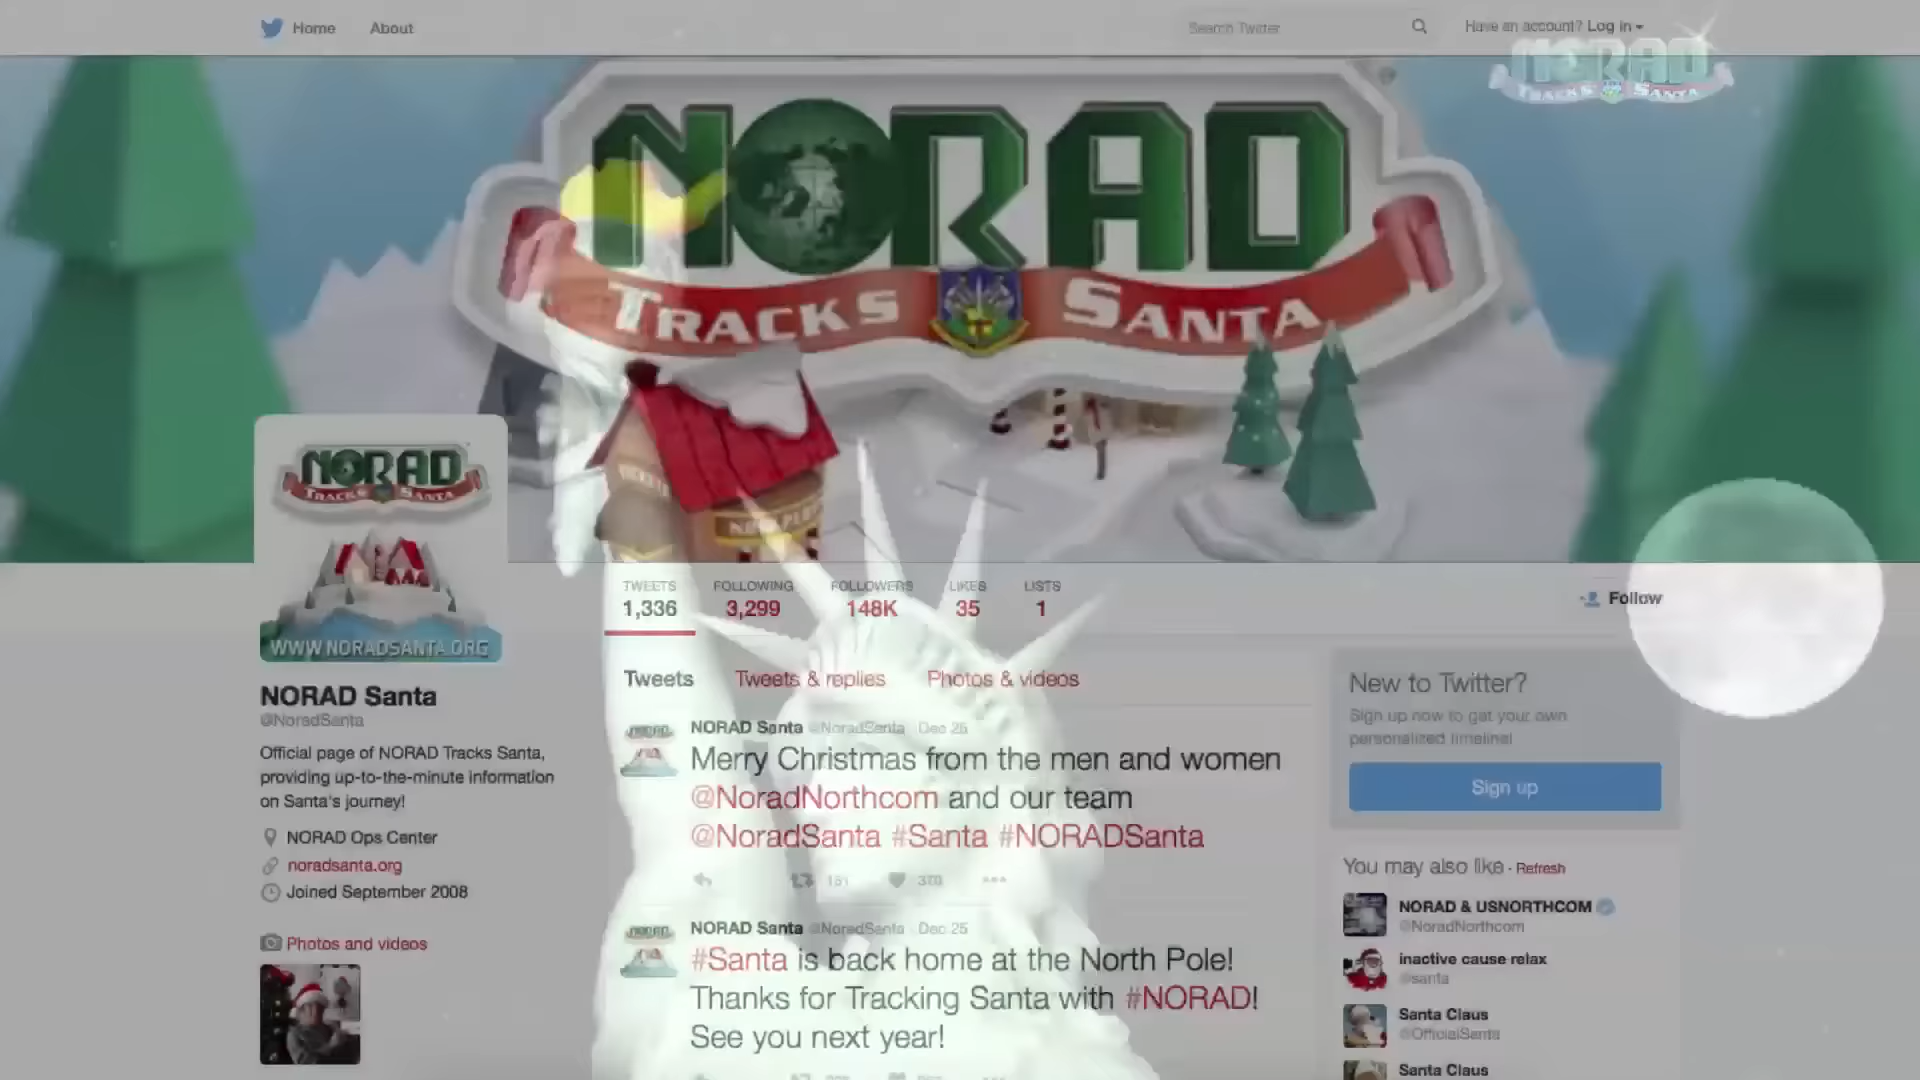 Home
About
Search Twitter
Have an account? Log in
NORAD
TRACKS SANTA
NORAD
TRACKS SANTA
NORAD
TRACKS SANTA
WWW.NORADSANTA.ORG
TWEETS
1,336
FOLLOWING
3,299
FOLLOWERS
148K
LIKES
35
LISTS
1
Follow
NORAD Santa
@NoradSanta
Official page of NORAD Tracks Santa,
providing up-to-the-minute information
on Santa's journey!
NORAD Ops Center
noradsanta.org
Joined September 2008
Photos and videos
Tweets
Tweets & replies
Photos & videos
NORAD Santa @NoradSanta Dec 25
Merry Christmas from the men and women
@NoradNorthcom and our team
@NoradSanta #Santa #NORADSanta
NORAD Santa @NoradSanta Dec 25
#Santa is back home at the North Pole!
Thanks for Tracking Santa with #NORAD!
See you next year!
New to Twitter?
Sign up now to get your own
personalized timeline!
Sign up
You may also like · Refresh
NORAD & USNORTHCOM
@NoradNorthcom
inactive cause relax
@santa
Santa Claus
@OfficialSanta
Santa Claus